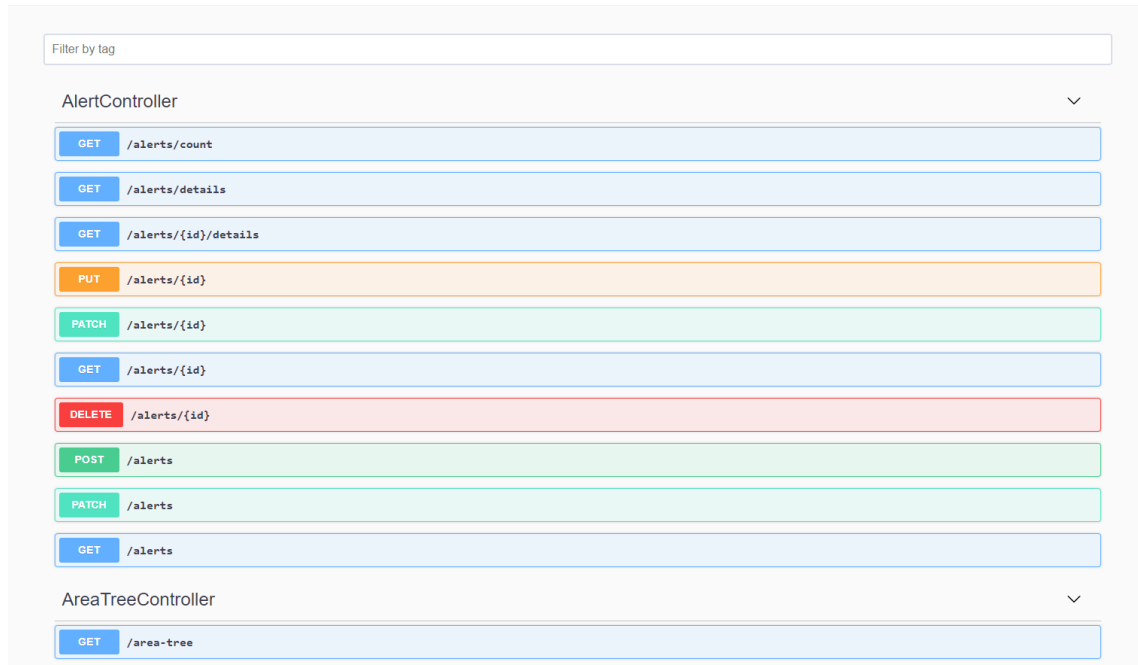 Filter by tag
AlertController
GET /alerts/count
GET /alerts/details
GET /alerts/{id}/details
PUT /alerts/{id}
PATCH /alerts/{id}
GET /alerts/{id}
DELETE /alerts/{id}
POST /alerts
PATCH /alerts
GET /alerts
AreaTreeController
GET /area-tree